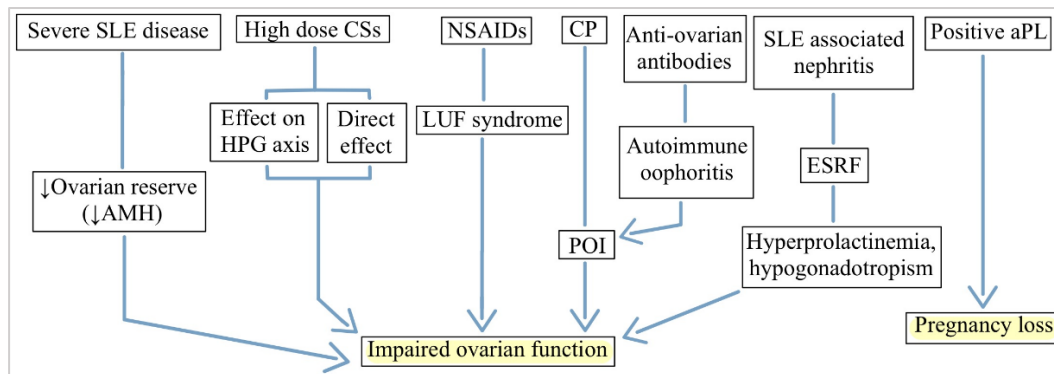 Severe SLE disease
High dose CSs
NSAIDs
CP
Anti-ovarian
antibodies
SLE associated
nephritis
Positive aPL
Effect on
HPG axis
Direct
effect
LUF syndrome
Autoimmune
oophoritis
ESRF
↓Ovarian reserve
(↓AMH)
POI
Hyperprolactinemia,
hypogonadotropism
Impaired ovarian function
Pregnancy loss